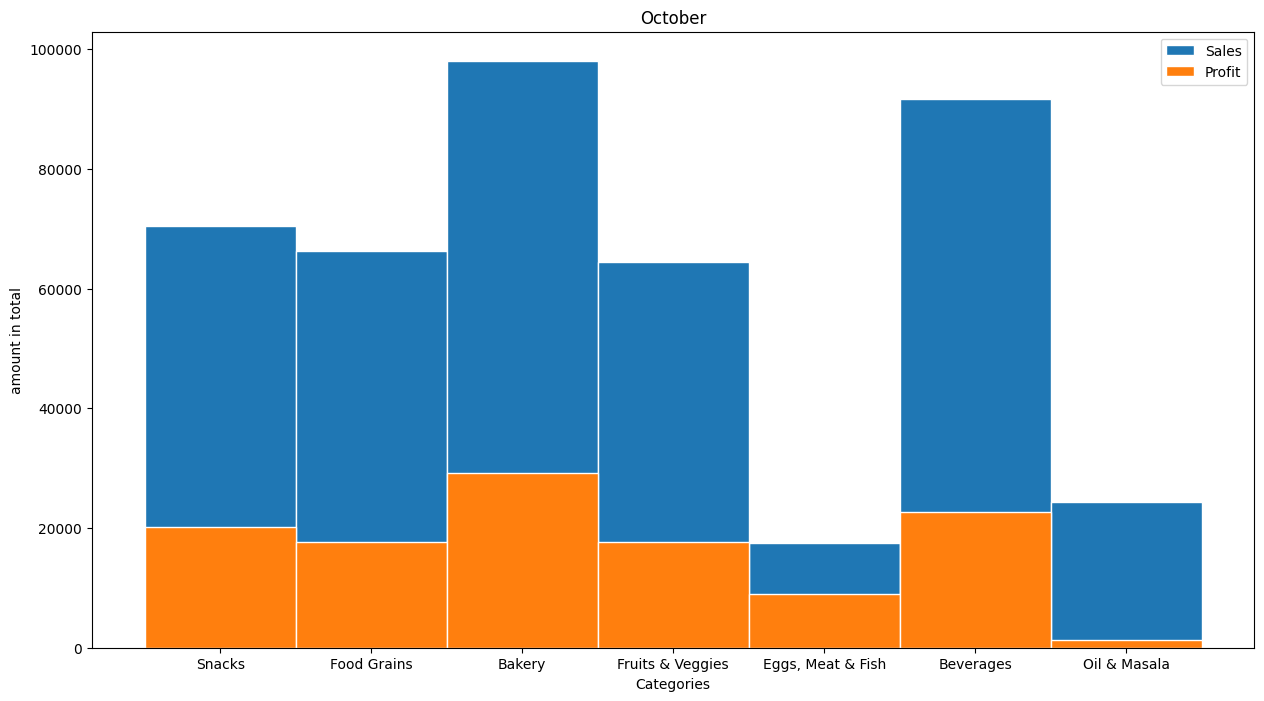 October
Sales
Profit
amount in total
100000
80000
60000
40000
20000
0
Snacks
Food Grains
Bakery
Fruits & Veggies
Eggs, Meat & Fish
Beverages
Oil & Masala
Categories